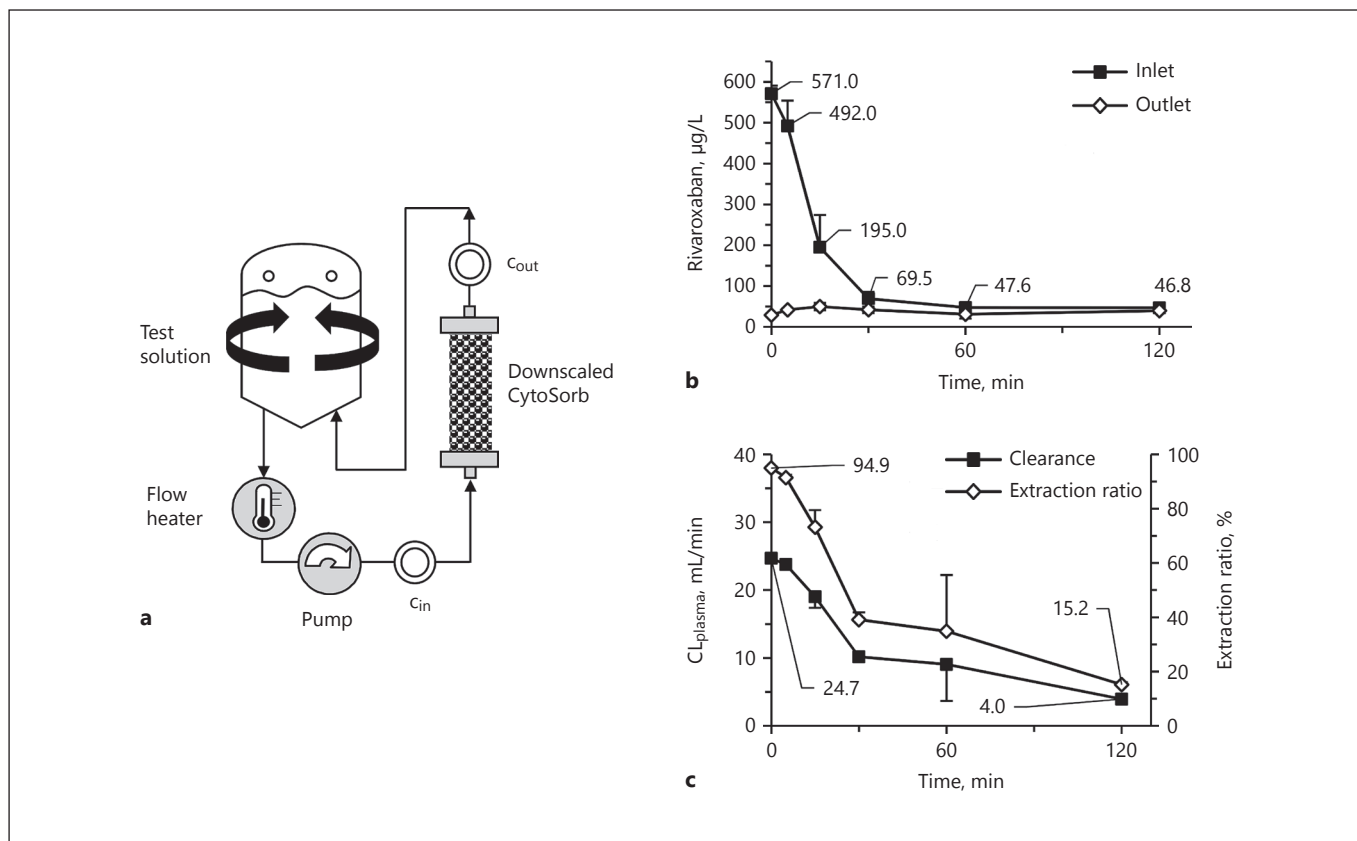 Test
solution
c_out
Downscaled
CytoSorb
Flow
heater
Pump
c_in
a
Inlet
Outlet
600
500
400
300
200
100
0
Rivaroxaban, µg/L
571.0
492.0
195.0
69.5
47.6
46.8
0
60
120
Time, min
b
Clearance
Extraction ratio
40
30
20
10
0
CL_plasma, mL/min
94.9
24.7
15.2
4.0
100
80
60
40
20
0
Extraction ratio, %
0
60
120
Time, min
c